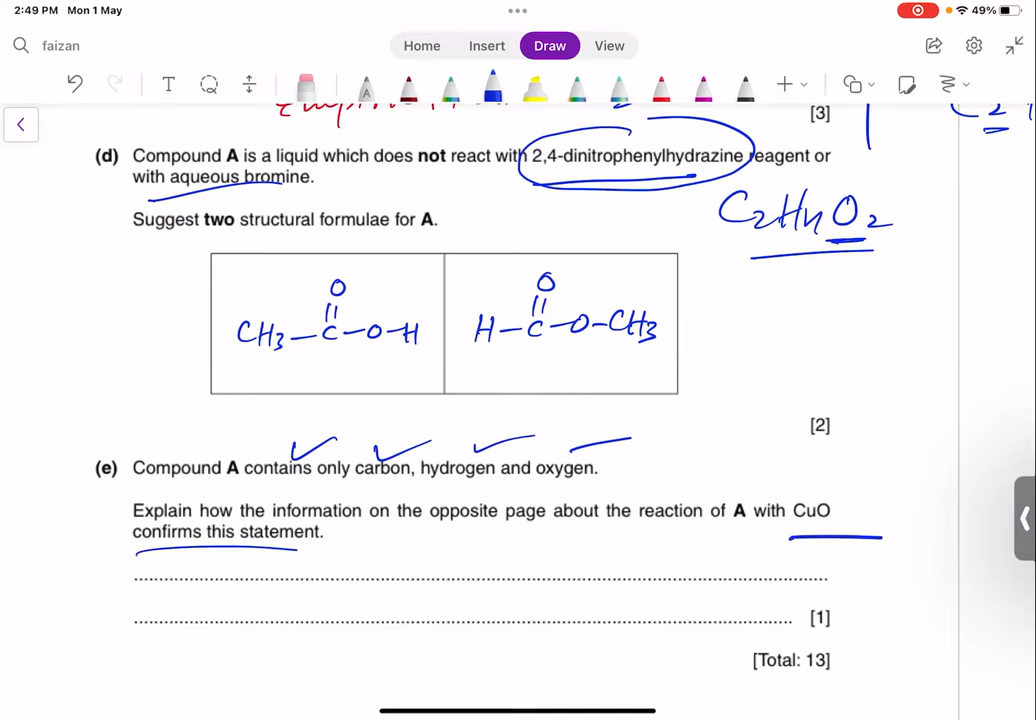 2:49 PM Mon 1 May
49%
faizan
Home Insert Draw View
[3]
(d) Compound A is a liquid which does not react with 2,4-dinitrophenylhydrazine reagent or
with aqueous bromine.
C2H4O2
Suggest two structural formulae for A.
O
||
CH3—C—O—H
O
||
H—C—O—CH3
[2]
(e) Compound A contains only carbon, hydrogen and oxygen.
Explain how the information on the opposite page about the reaction of A with CuO
confirms this statement.
[1]
[Total: 13]